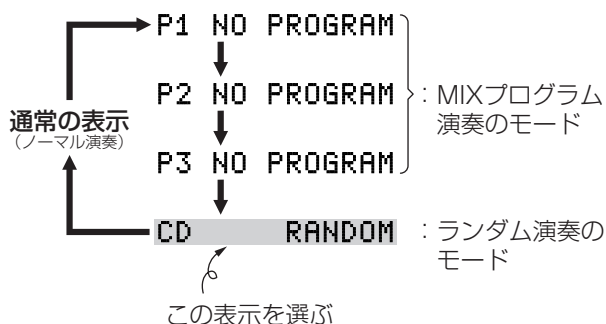 P1 NO PROGRAM
P2 NO PROGRAM
：MIXプログラム
演奏のモード
通常の表示
（ノーマル演奏）
P3 NO PROGRAM
CD RANDOM
：ランダム演奏の
モード
この表示を選ぶ